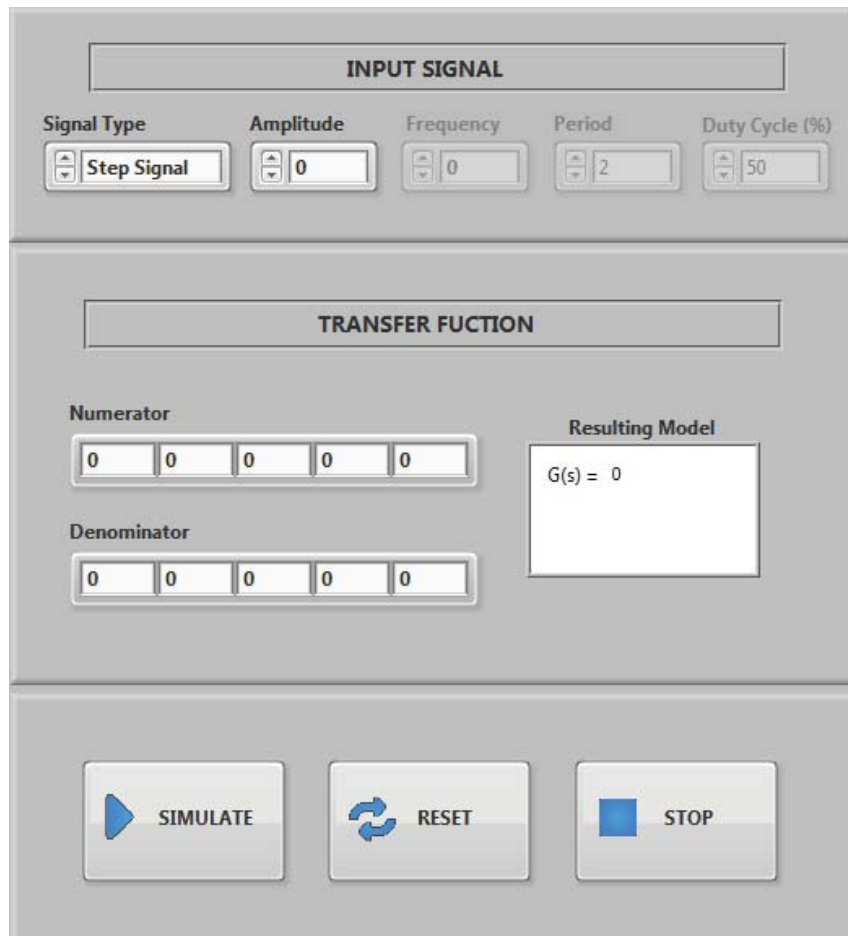 INPUT SIGNAL
Signal Type Amplitude Frequency Period Duty Cycle (%)
Step Signal 0 0 2 50
TRANSFER FUCTION
Numerator
Resulting Model
0 0 0 0 0
G(s) = 0
Denominator
0 0 0 0 0
SIMULATE RESET STOP